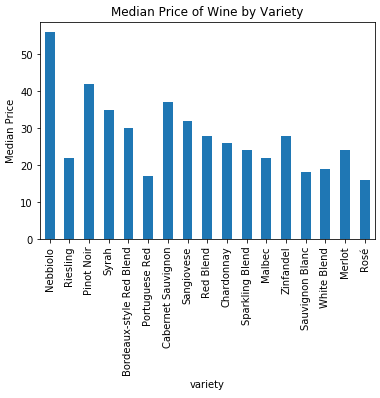 Median Price of Wine by Variety
Median Price
50
40
30
20
10
0
Nebbiolo
Riesling
Pinot Noir
Syrah
Bordeaux-style Red Blend
Portuguese Red
Cabernet Sauvignon
Sangiovese
Red Blend
Chardonnay
Sparkling Blend
Malbec
Zinfandel
Sauvignon Blanc
White Blend
Merlot
Rosé
variety